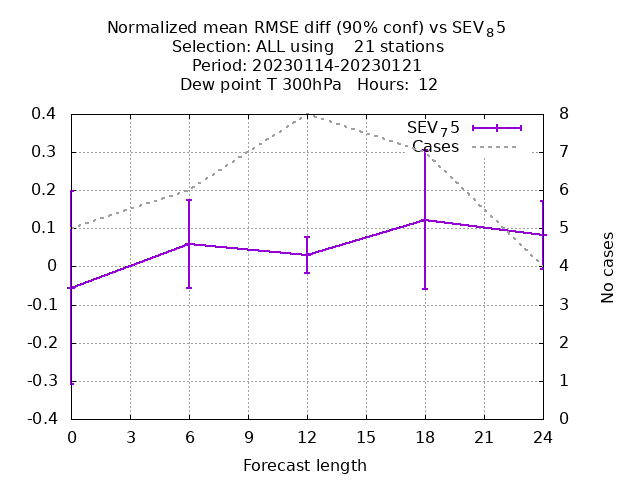 Normalized mean RMSE diff (90% conf) vs SEV₈5
Selection: ALL using    21 stations
Period: 20230114-20230121
Dew point T 300hPa   Hours:  12
SEV₇5
Cases
0.4
0.3
0.2
0.1
0
-0.1
-0.2
-0.3
-0.4
8
7
6
5
4
3
2
1
0
No cases
0 3 6 9 12 15 18 21 24
Forecast length